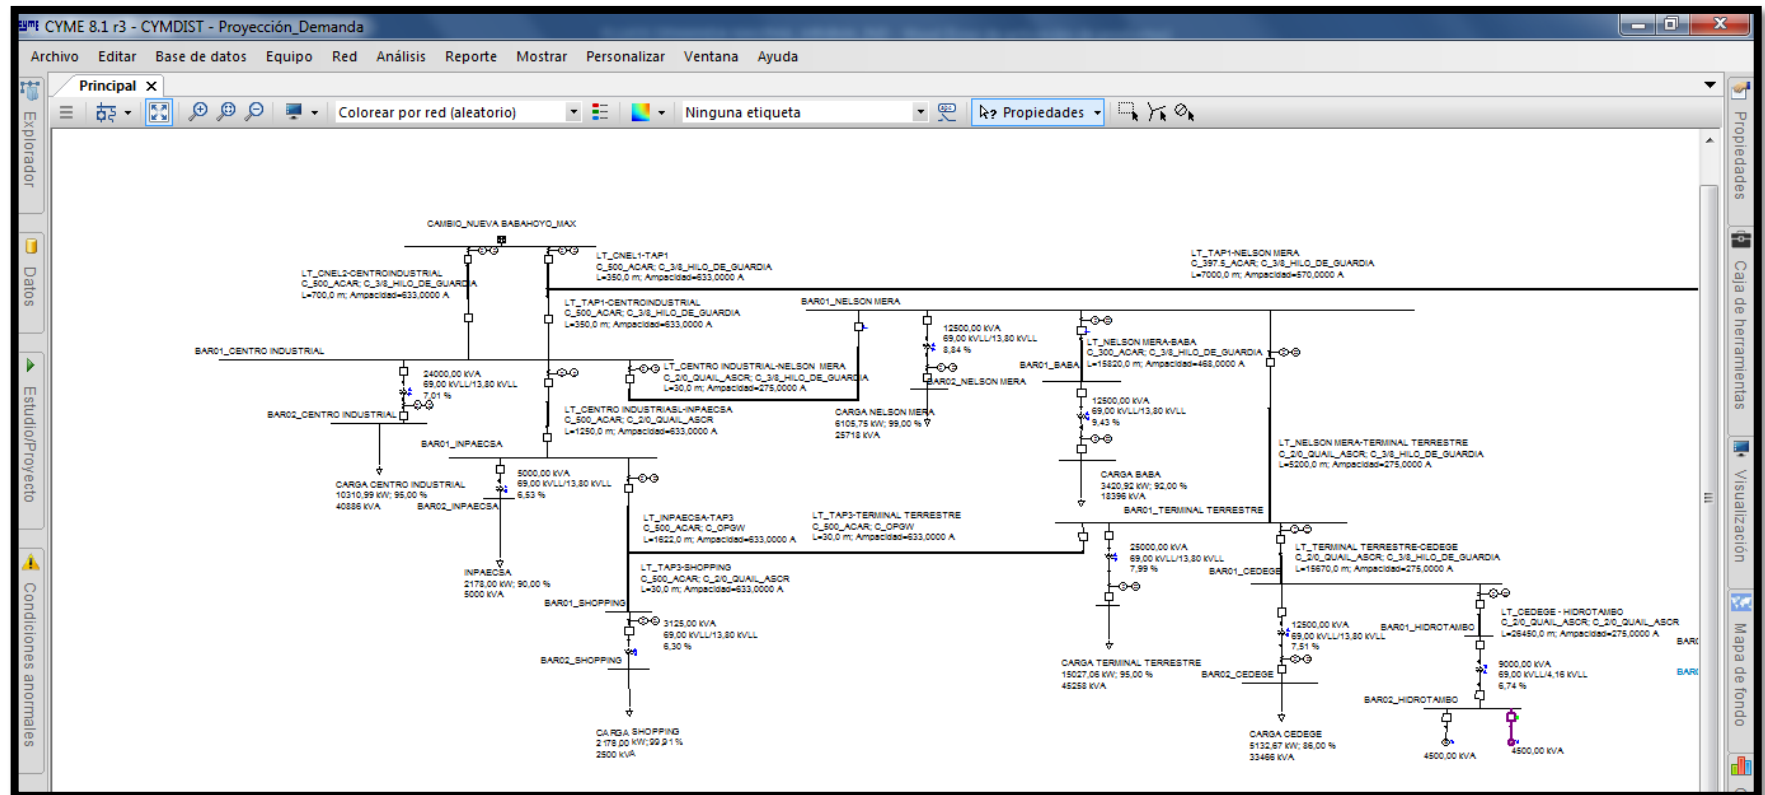 CYME 8.1 r3 - CYMDIST - Proyección_Demanda
Archivo Editar Base de datos Equipo Red Análisis Reporte Mostrar Personalizar Ventana Ayuda
Principal
Colorear por red (aleatorio)
Ninguna etiqueta
Propiedades
Explorador
Datos
Estudio/Proyecto
Condiciones anormales
Propiedades
Caja de herramientas
Visualización
Mapa de fondo
CAMBIO_NUEVA BABAHOYO_MAX
LT_CNEL1-TAP1
C_500_ACAR; C_3/8_HILO_DE_GUARDIA
L=350,0 m; Ampacidad=633,0000 A
LT_CNEL2-CENTROINDUSTRIAL
C_500_ACAR; C_3/8_HILO_DE_GUARDIA
L=700,0 m; Ampacidad=633,0000 A
LT_TAP1-NELSON MERA
C_397.5_ACAR; C_3/8_HILO_DE_GUARDIA
L=7000,0 m; Ampacidad=570,0000 A
LT_TAP1-CENTROINDUSTRIAL
C_500_ACAR; C_3/8_HILO_DE_GUARDIA
L=350,0 m; Ampacidad=633,0000 A
BAR01_NELSON MERA
12500,00 kVA
69,00 kVLL/13,80 kVLL
8,84 %
LT_NELSON MERA-BABA
C_300_ACAR; C_3/8_HILO_DE_GUARDIA
L=15820,0 m; Ampacidad=468,0000 A
BAR01_BABA
BAR01_CENTRO INDUSTRIAL
24000,00 kVA
69,00 kVLL/13,80 kVLL
7,01 %
LT_CENTRO INDUSTRIAL-NELSON MERA
C_2/0_QUAIL_ASCR; C_3/8_HILO_DE_GUARDIA
L=30,0 m; Ampacidad=275,0000 A
BAR02_NELSON MERA
BAR02_CENTRO INDUSTRIAL
LT_CENTRO INDUSTRIASL-INPAECSA
C_500_ACAR; C_2/0_QUAIL_ASCR
L=1250,0 m; Ampacidad=633,0000 A
CARGA NELSON MERA
6105,75 kW; 99,00 %
25718 kVA
12500,00 kVA
69,00 kVLL/13,80 kVLL
9,43 %
BAR01_INPAECSA
LT_NELSON MERA-TERMINAL TERRESTRE
C_2/0_QUAIL_ASCR; C_3/8_HILO_DE_GUARDIA
L=5200,0 m; Ampacidad=275,0000 A
CARGA CENTRO INDUSTRIAL
10310,99 kW; 95,00 %
40886 kVA
5000,00 kVA
69,00 kVLL/13,80 kVLL
6,53 %
BAR02_INPAECSA
CARGA BABA
3420,92 kW; 92,00 %
18396 kVA
BAR01_TERMINAL TERRESTRE
LT_INPAECSA-TAP3
C_500_ACAR; C_OPGW
L=1622,0 m; Ampacidad=633,0000 A
LT_TAP3-TERMINAL TERRESTRE
C_500_ACAR; C_OPGW
L=30,0 m; Ampacidad=633,0000 A
25000,00 kVA
69,00 kVLL/13,80 kVLL
7,99 %
LT_TERMINAL TERRESTRE-CEDEGE
C_2/0_QUAIL_ASCR; C_3/8_HILO_DE_GUARDIA
L=15670,0 m; Ampacidad=275,0000 A
BAR01_CEDEGE
INPAECSA
2178,00 kW; 90,00 %
5000 kVA
LT_TAP3-SHOPPING
C_500_ACAR; C_2/0_QUAIL_ASCR
L=30,0 m; Ampacidad=633,0000 A
BAR01_SHOPPING
3125,00 kVA
69,00 kVLL/13,80 kVLL
6,30 %
BAR02_SHOPPING
12500,00 kVA
69,00 kVLL/13,80 kVLL
7,51 %
BAR01_HIDROTAMBO
LT_CEDEGE - HIDROTAMBO
C_2/0_QUAIL_ASCR; C_2/0_QUAIL_ASCR
L=26450,0 m; Ampacidad=275,0000 A
CARGA TERMINAL TERRESTRE
15027,06 kW; 95,00 %
45258 kVA
BAR02_CEDEGE
9000,00 kVA
69,00 kVLL/4,16 kVLL
6,74 %
BAR02_HIDROTAMBO
CARGA SHOPPING
2178,00 kW; 99,91 %
2500 kVA
CARGA CEDEGE
5132,67 kW; 86,00 %
33466 kVA
4500,00 kVA
4500,00 kVA